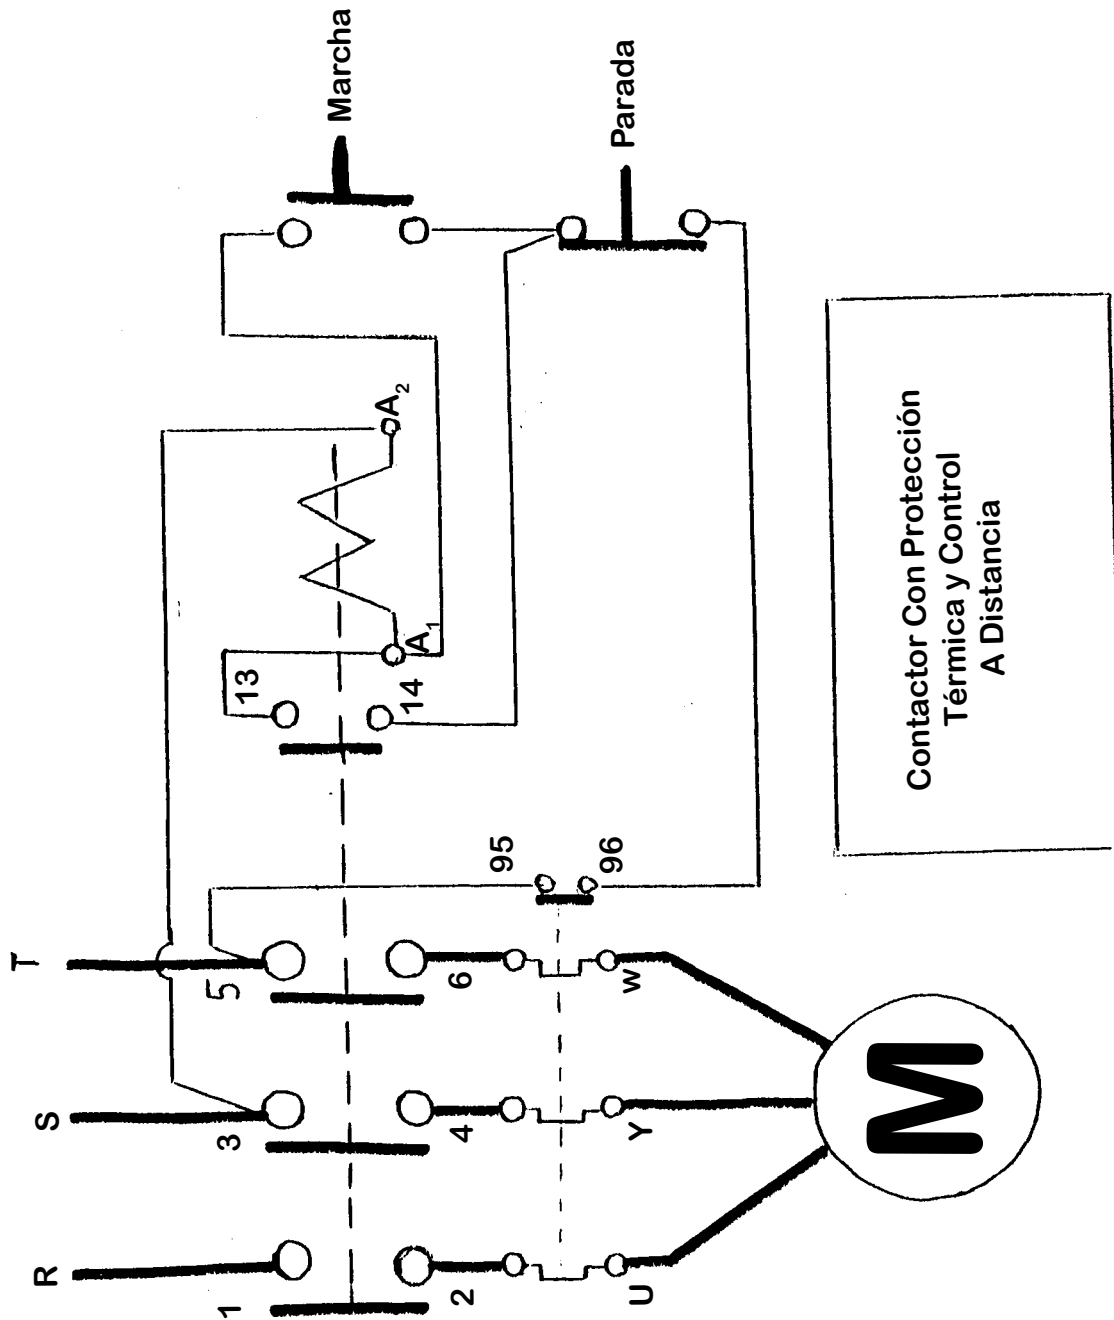 R
S
T
1
3
5
13
2
4
6
14
A1
A2
95
96
U
Y
W
M
Marcha
Parada
Contactor Con Protección
Térmica y Control
A Distancia